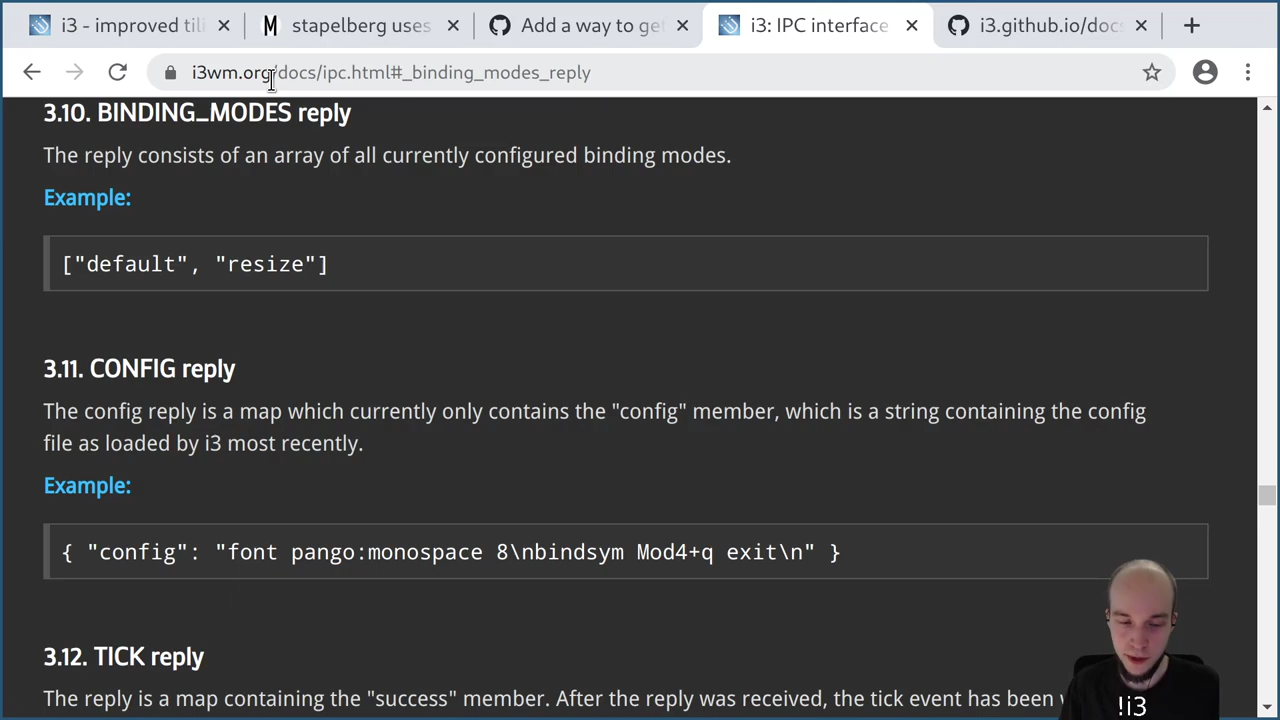 i3 - improved tili
stapelberg uses
Add a way to get
i3: IPC interface
i3.github.io/docs
i3wm.org/docs/ipc.html#_binding_modes_reply
3.10. BINDING_MODES reply
The reply consists of an array of all currently configured binding modes.
Example:
["default", "resize"]
3.11. CONFIG reply
The config reply is a map which currently only contains the "config" member, which is a string containing the config
file as loaded by i3 most recently.
Example:
{ "config": "font pango:monospace 8\nbindsym Mod4+q exit\n" }
3.12. TICK reply
The reply is a map containing the "success" member. After the reply was received, the tick event has been
!i3